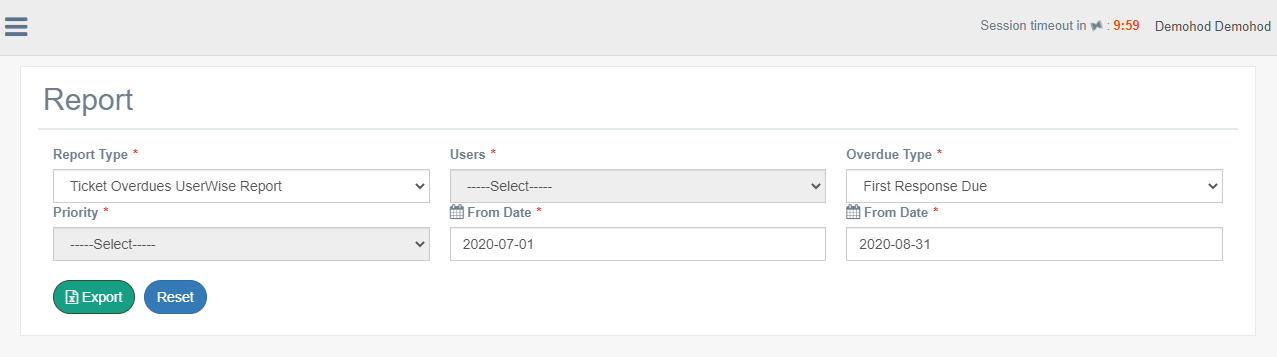 Session timeout in : 9:59 Demohod Demohod
Report
Report Type * Users * Overdue Type *
Ticket Overdues UserWise Report -----Select----- First Response Due
Priority * From Date * From Date *
-----Select----- 2020-07-01 2020-08-31
Export Reset